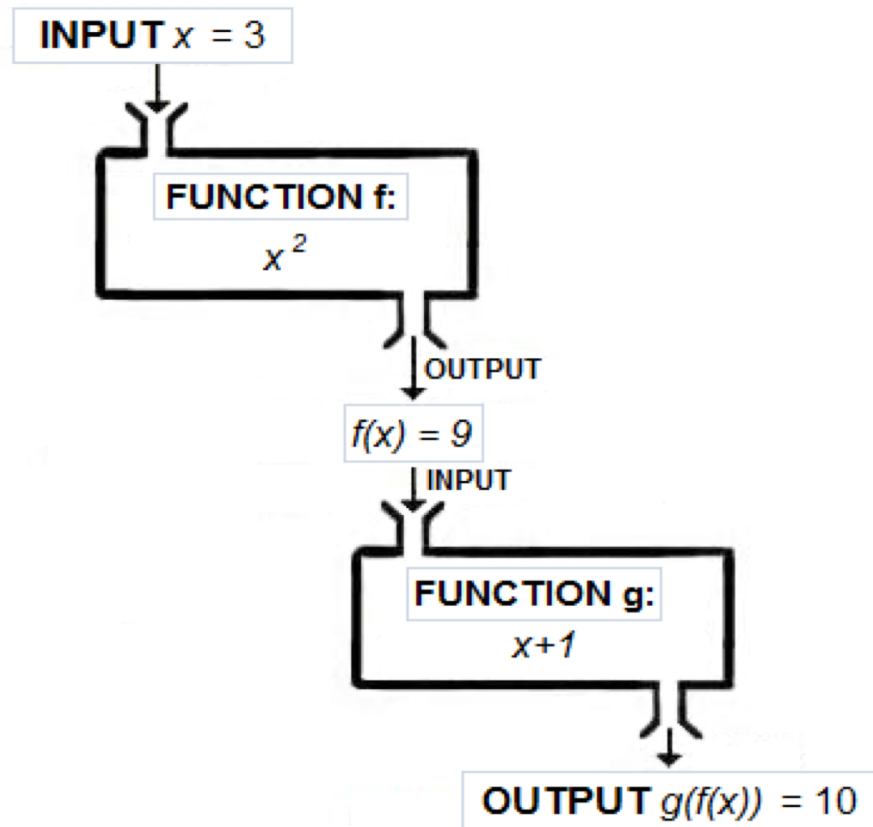 INPUT x = 3
FUNCTION f:
x²
OUTPUT
f(x) = 9
INPUT
FUNCTION g:
x+1
OUTPUT g(f(x)) = 10